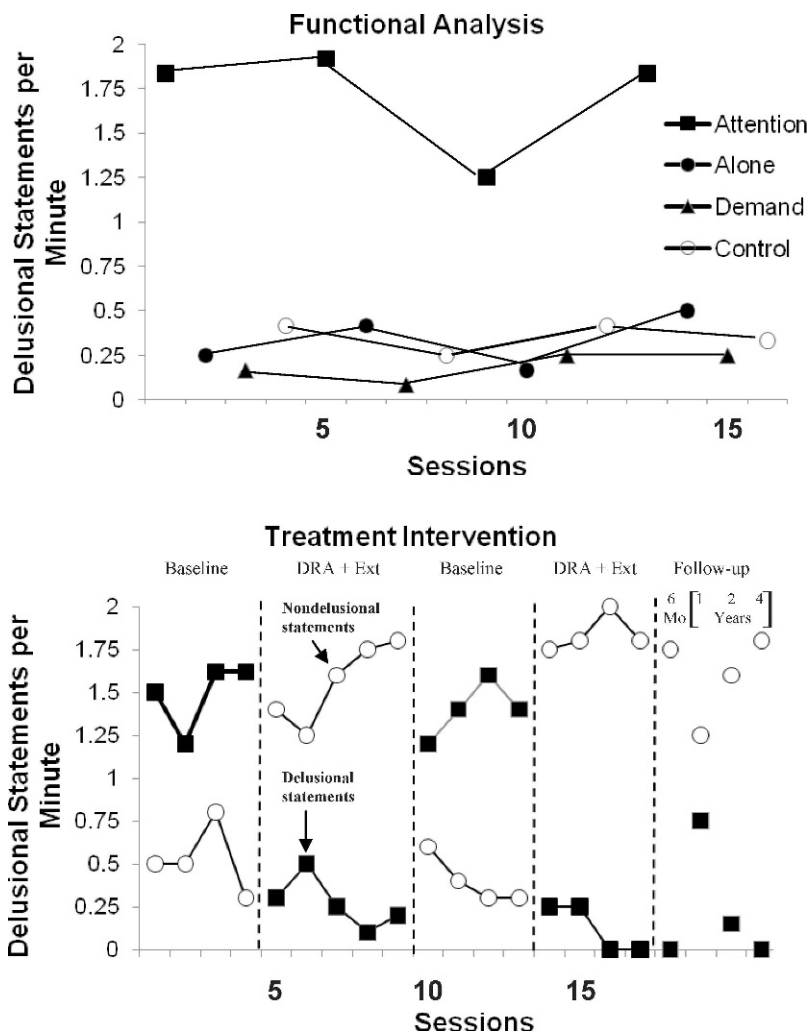 Functional Analysis
Delusional Statements per
Minute
2
1.75
1.5
1.25
1
0.75
0.5
0.25
0
Attention
Alone
Demand
Control
5 10 15
Sessions
Treatment Intervention
Baseline DRA + Ext Baseline DRA + Ext Follow-up
6 [ 1 2 4 ]
Mo Years
Delusional Statements per
Minute
2
1.75
1.5
1.25
1
0.75
0.5
0.25
0
Nondelusional
statements
Delusional
statements
5 10 15
Sessions